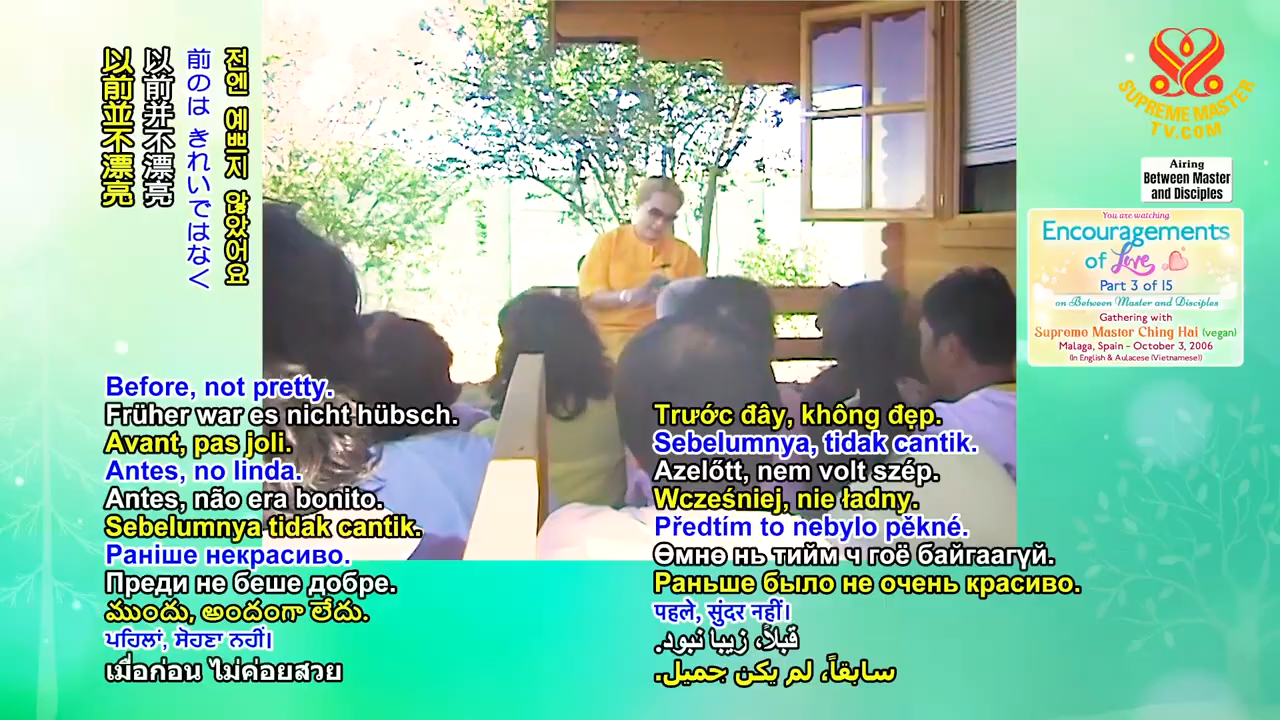 以前並不漂亮
以前并不漂亮
前のは きれいではなく
전엔 예쁘지 않았어요
Before, not pretty.
Früher war es nicht hübsch.
Avant, pas joli.
Antes, no linda.
Antes, não era bonito.
Sebelumnya tidak cantik.
Раніше некрасиво.
Преди не беше добре.
ముందు, అందంగా లేదు.
ਪਹਿਲਾਂ, ਸੋਹਣਾ ਨਹੀਂ।
เมื่อก่อน ไม่ค่อยสวย
Trước đây, không đẹp.
Sebelumnya, tidak cantik.
Azelőtt, nem volt szép.
Wcześniej, nie ładny.
Předtím to nebylo pěkné.
Өмнө нь тийм ч гоё байгаагүй.
Раньше было не очень красиво.
पहले, सुंदर नहीं।
قبلاً، زیبا نبود.
سابقاً، لم يكن جميل.
SUPREME MASTER
TV.COM
Airing
Between Master
and Disciples
You are watching
Encouragements
of Love
Part 3 of 15
on Between Master and Disciples
Gathering with
Supreme Master Ching Hai (vegan)
Malaga, Spain - October 3, 2006
(In English & Aulacese (Vietnamese))